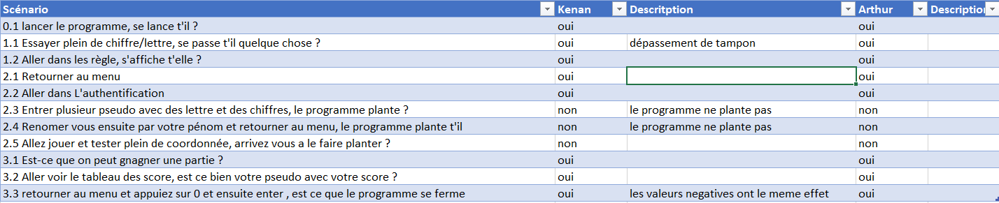 Scénario Kenan Descritption Arthur Description
0.1 lancer le programme, se lance t'il ? oui oui
1.1 Essayer plein de chiffre/lettre, se passe t'il quelque chose ? oui dépassement de tampon oui
1.2 Aller dans les règle, s'affiche t'elle ? oui oui
2.1 Retourner au menu oui oui
2.2 Aller dans L'authentification oui oui
2.3 Entrer plusieur pseudo avec des lettre et des chiffres, le programme plante ? non le programme ne plante pas non
2.4 Renomer vous ensuite par votre pénom et retourner au menu, le programme plante t'il non le programme ne plante pas non
2.5 Allez jouer et tester plein de coordonnée, arrivez vous a le faire planter ? non non
3.1 Est-ce que on peut gnagner une partie ? oui oui
3.2 Aller voir le tableau des score, est ce bien votre pseudo avec votre score ? oui oui
3.3 retourner au menu et appuiez sur 0 et ensuite enter , est ce que le programme se ferme oui les valeurs negatives ont le meme effet oui